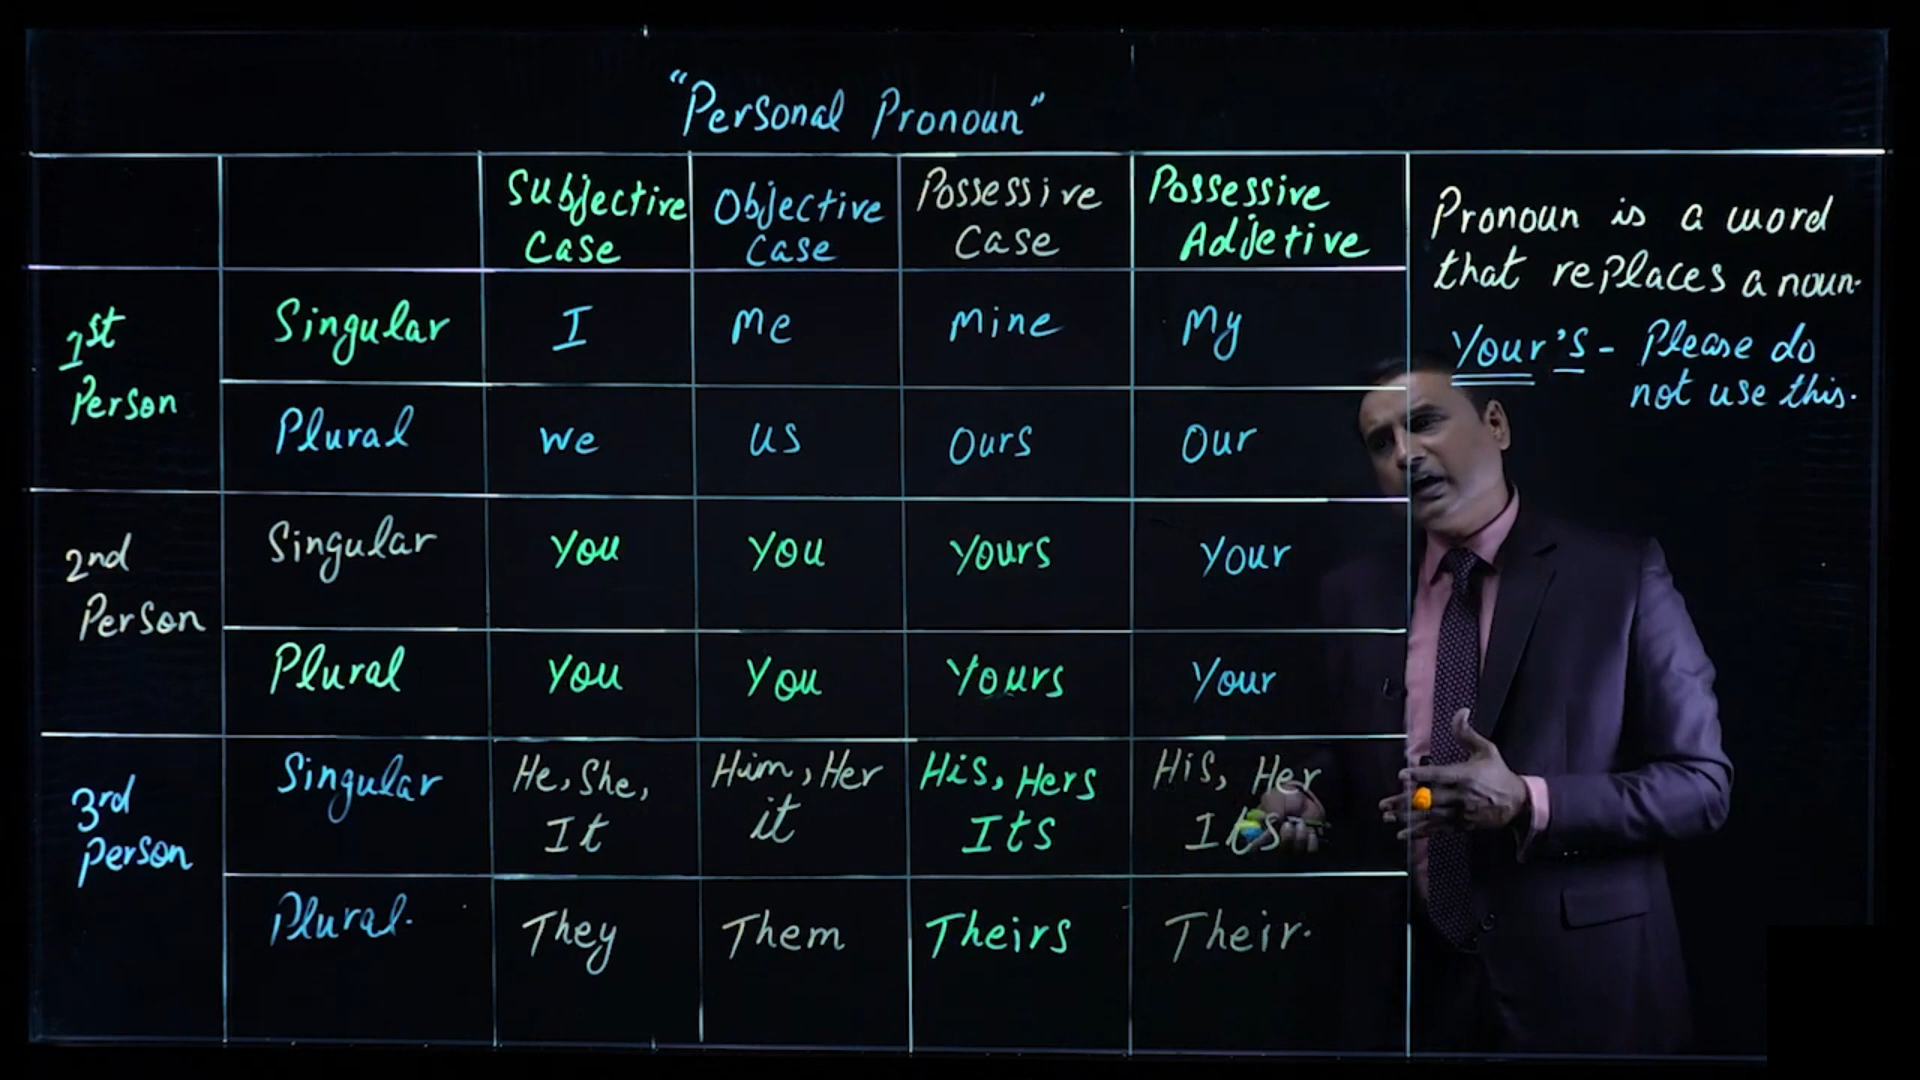 "Personal Pronoun"
Subjective Case
Objective Case
Possessive Case
Possessive Adjetive
1st Person
Singular
I
Me
Mine
My
Plural
We
US
Ours
Our
2nd Person
Singular
You
You
Yours
Your
Plural
You
You
Yours
Your
3rd Person
Singular
He, She, It
Him, Her it
His, Hers Its
His, Her Its
Plural.
They
Them
Theirs
Their.
Pronoun is a word
that replaces a noun.
Your's - Please do
not use this.